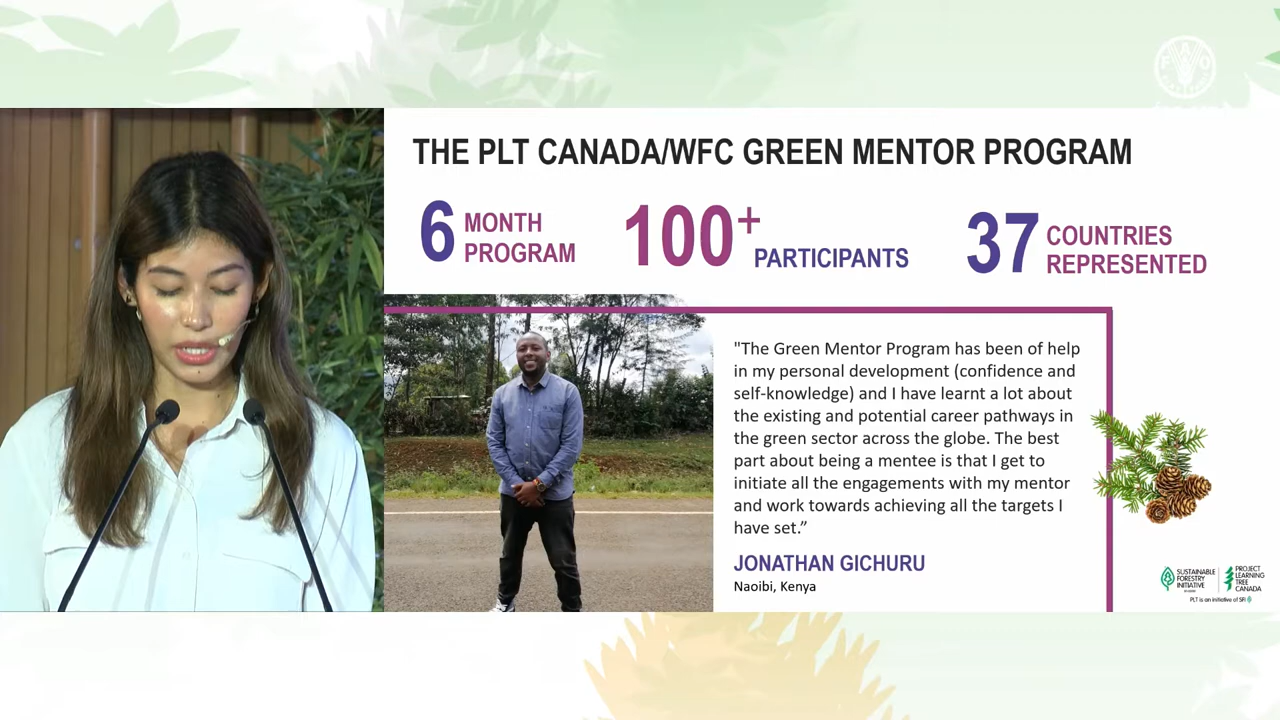 THE PLT CANADA/WFC GREEN MENTOR PROGRAM
6 MONTH
PROGRAM
100+
PARTICIPANTS
37 COUNTRIES
REPRESENTED
"The Green Mentor Program has been of help
in my personal development (confidence and
self-knowledge) and I have learnt a lot about
the existing and potential career pathways in
the green sector across the globe. The best
part about being a mentee is that I get to
initiate all the engagements with my mentor
and work towards achieving all the targets I
have set.”
JONATHAN GICHURU
Naoibi, Kenya
SUSTAINABLE
FORESTRY
INITIATIVE
PROJECT
LEARNING
TREE
CANADA
PLT is an initiative of SFI